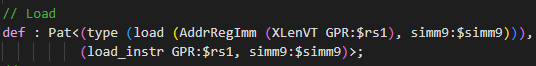 // Load
def : Pat<(type (load (AddrRegImm (XLenVT GPR:$rs1), simm9:$simm9))),
(load_instr GPR:$rs1, simm9:$simm9)>;